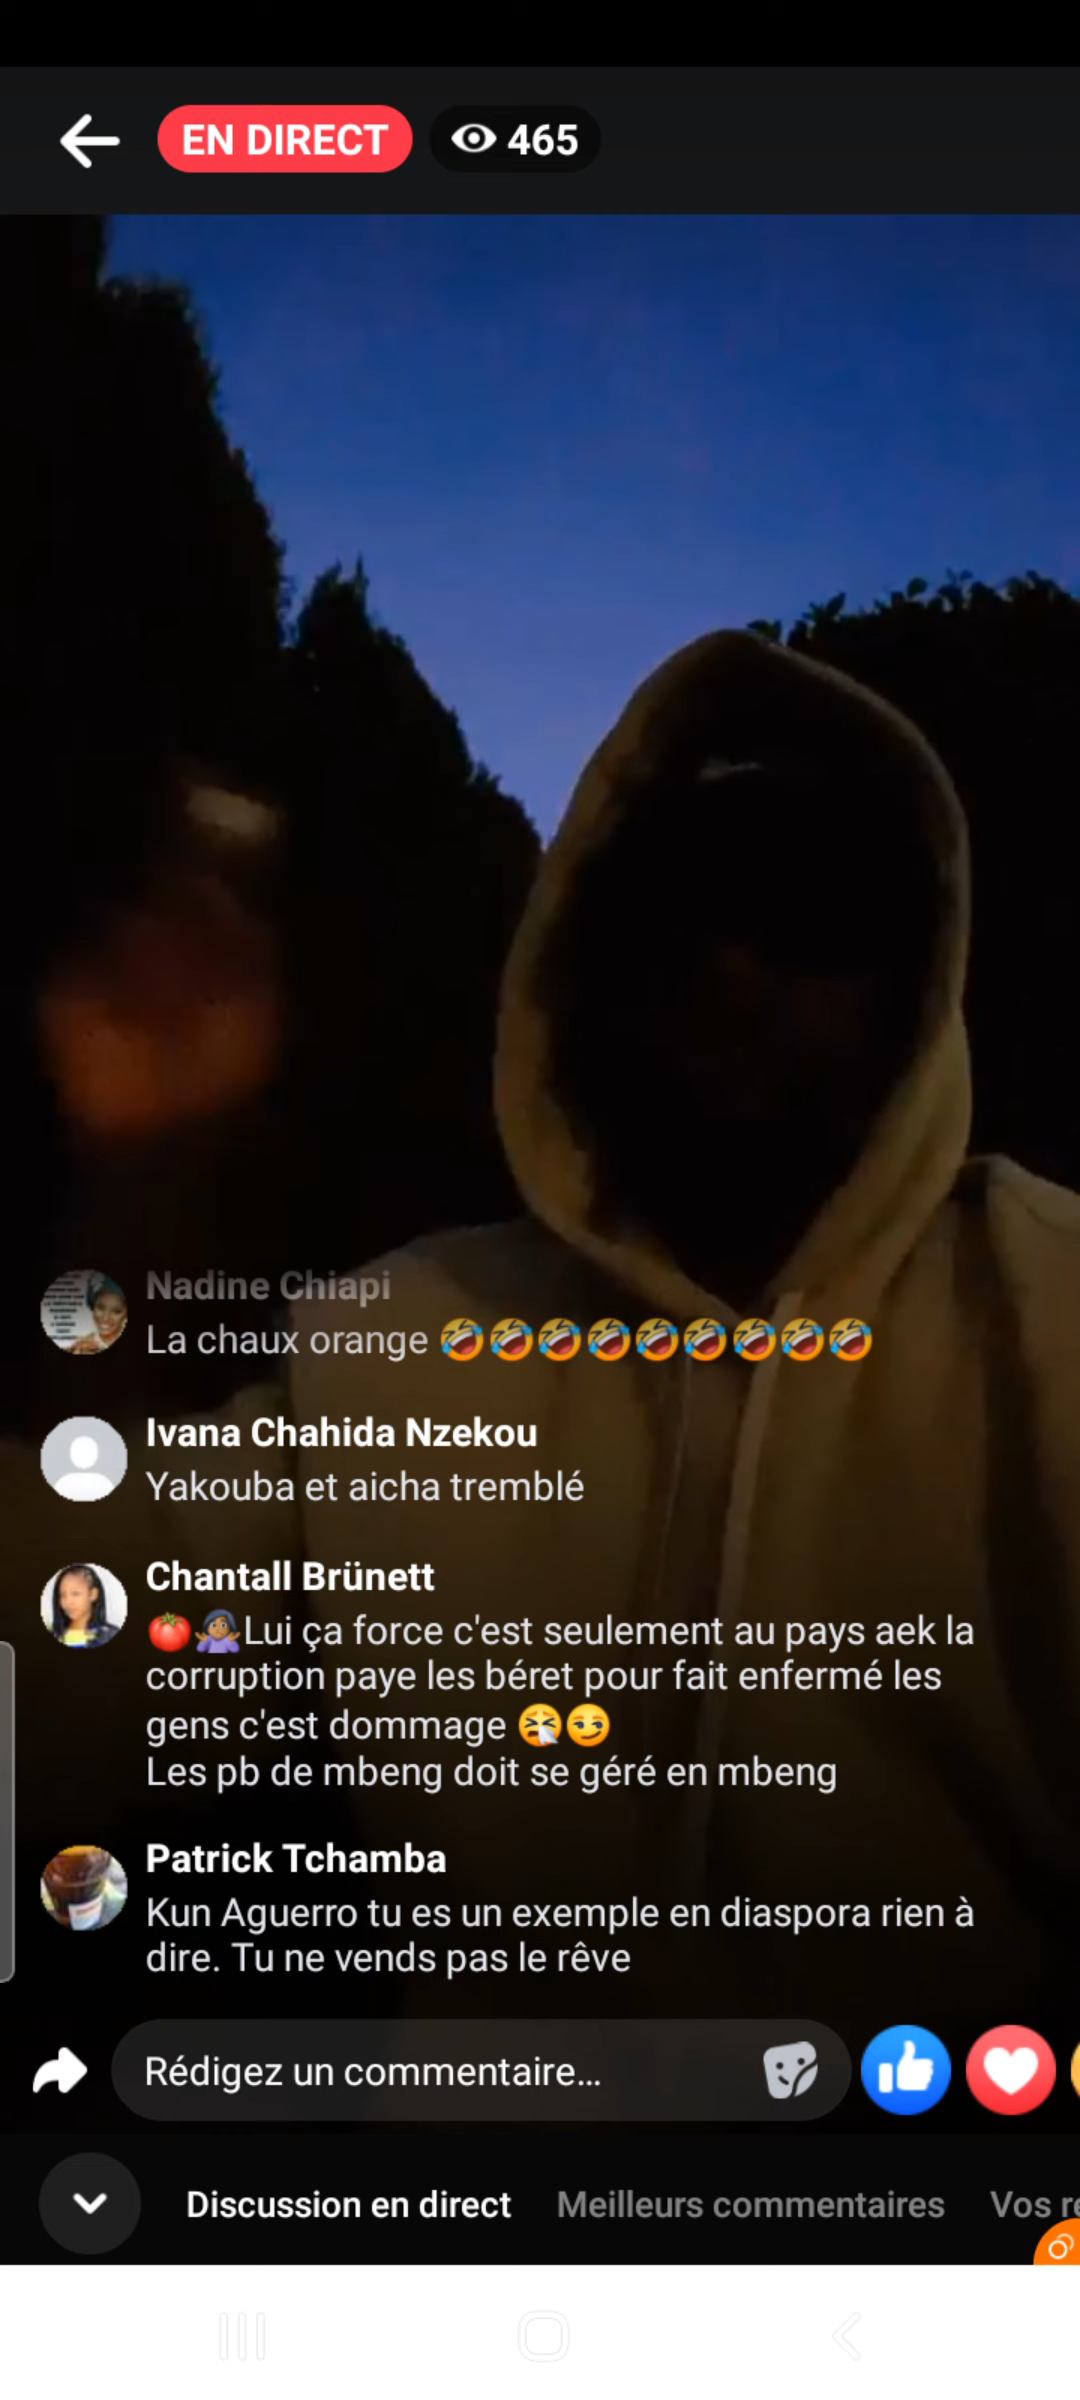 EN DIRECT 465
Nadine Chiapi
La chaux orange 🤣🤣🤣🤣🤣🤣🤣🤣🤣
Ivana Chahida Nzekou
Yakouba et aicha tremblé
Chantall Brünett
🍅🤷🏾‍♀️Lui ça force c'est seulement au pays aek la
corruption paye les béret pour fait enfermé les
gens c'est dommage 🤧😏
Les pb de mbeng doit se géré en mbeng
Patrick Tchamba
Kun Aguerro tu es un exemple en diaspora rien à
dire. Tu ne vends pas le rêve
Rédigez un commentaire...
Discussion en direct Meilleurs commentaires Vos re